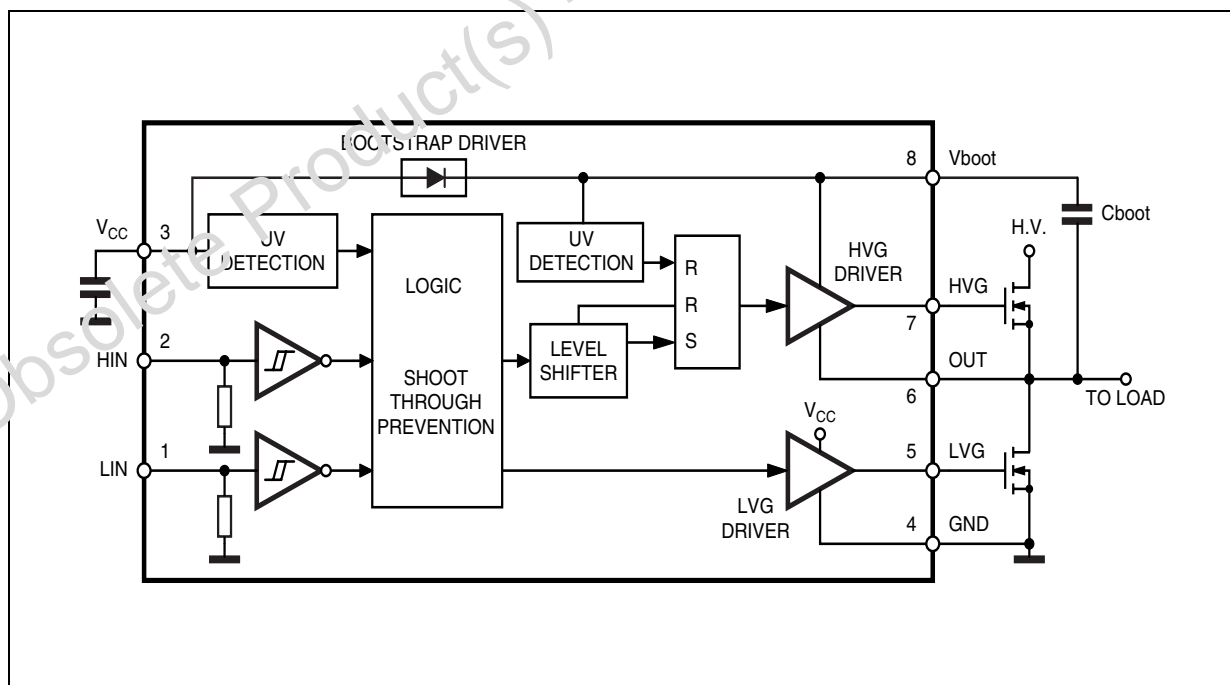 Obsolete Product(s)
BOOTSTRAP DRIVER
8
Vboot
VCC
3
UV
DETECTION
LOGIC
SHOOT
THROUGH
PREVENTION
UV
DETECTION
R
R
S
LEVEL
SHIFTER
HVG
DRIVER
H.V.
Cboot
HVG
7
HIN
2
OUT
6
TO LOAD
LIN
1
VCC
LVG
DRIVER
5
LVG
4
GND